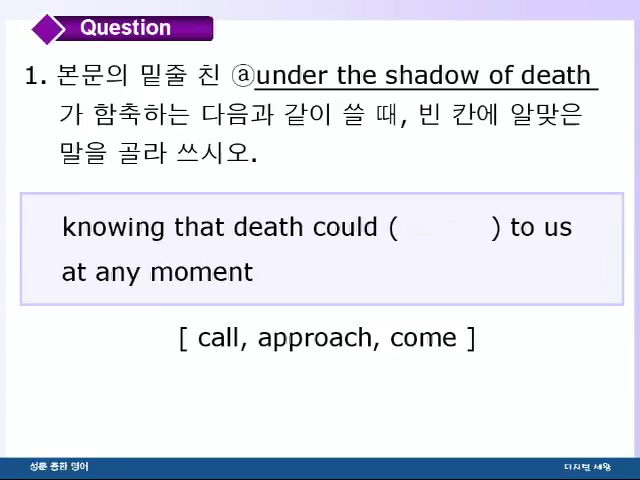 Question
1. 본문의 밑줄 친 ⓐunder the shadow of death
가 함축하는 다음과 같이 쓸 때, 빈 칸에 알맞은
말을 골라 쓰시오.
knowing that death could ( ) to us
at any moment
[ call, approach, come ]
성문 종합 영어
디지털 세왕